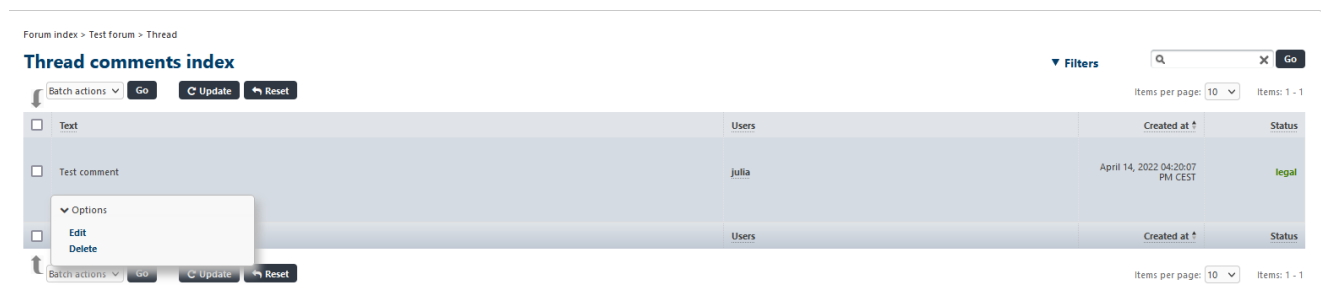 Forum index > Test forum > Thread
Thread comments index
Filters
Go
Batch actions Go Update Reset
Items per page: 10 Items: 1 - 1
Text Users Created at Status
Test comment julia April 14, 2022 04:20:07 PM CEST legal
Options
Edit
Delete
Users Created at Status
Batch actions Go Update Reset
Items per page: 10 Items: 1 - 1